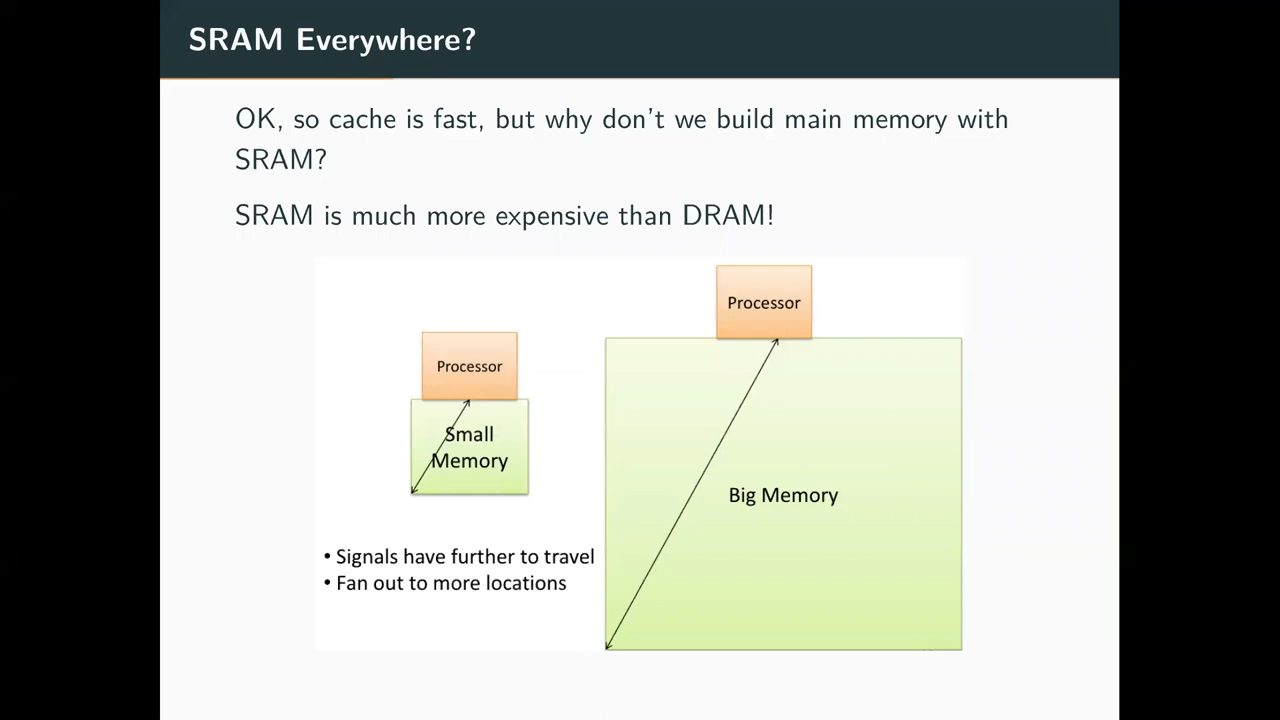 SRAM Everywhere?
OK, so cache is fast, but why don't we build main memory with
SRAM?
SRAM is much more expensive than DRAM!
Processor
Small
Memory
• Signals have further to travel
• Fan out to more locations
Processor
Big Memory